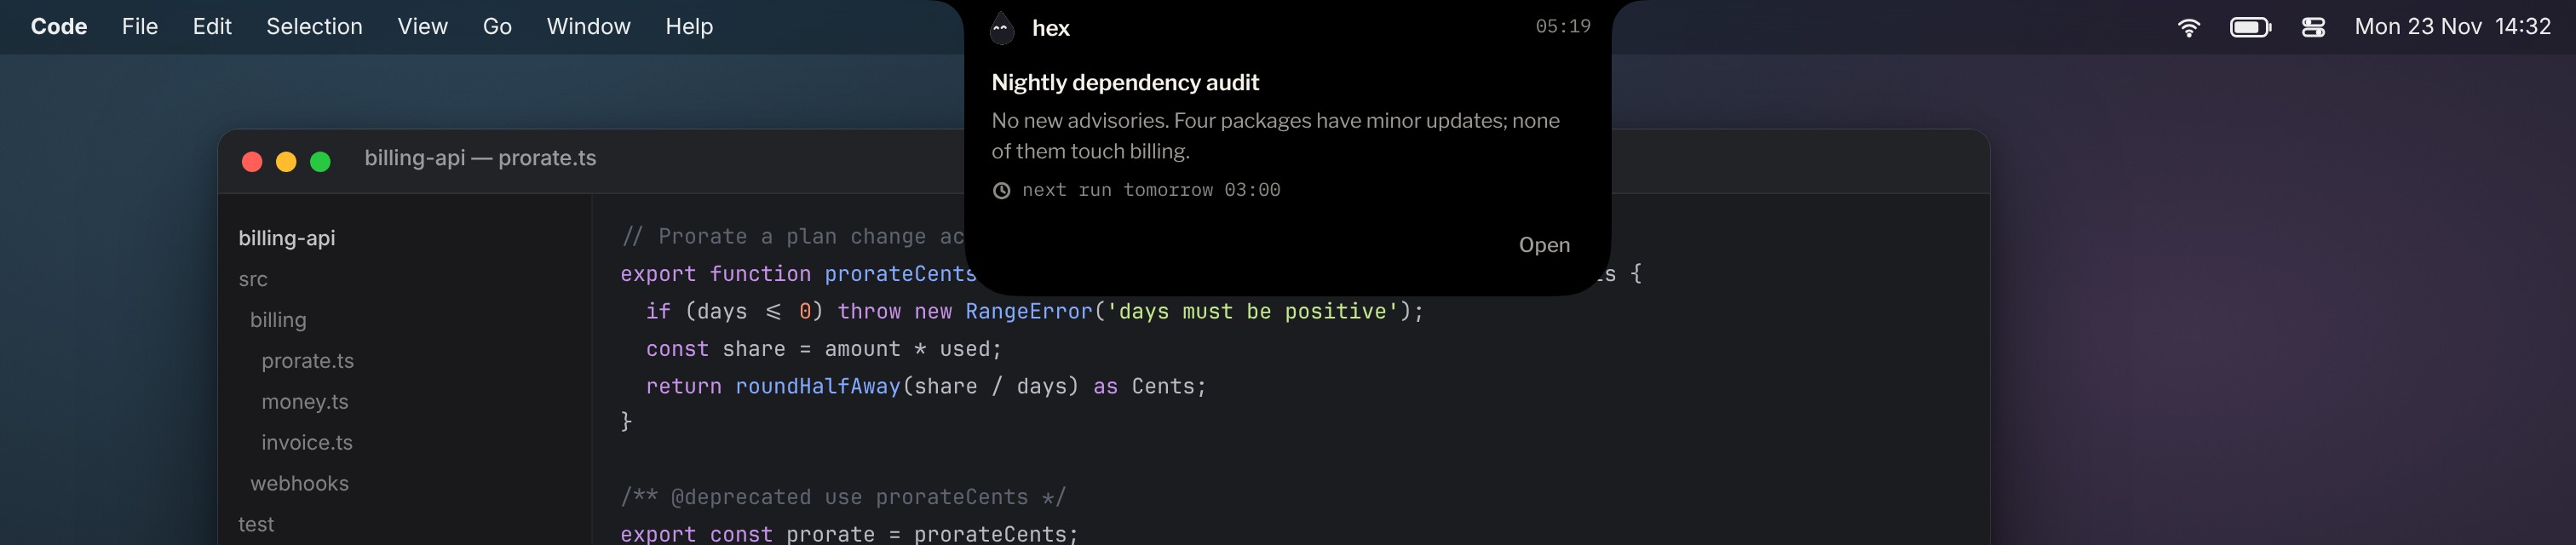 Code File Edit Selection View Go Window Help
Mon 23 Nov 14:32
hex 05:19
Nightly dependency audit
No new advisories. Four packages have minor updates; none
of them touch billing.
next run tomorrow 03:00
Open
billing-api — prorate.ts
billing-api
src
billing
prorate.ts
money.ts
invoice.ts
webhooks
test
// Prorate a plan change ac
export function prorateCents
s {
if (days <= 0) throw new RangeError('days must be positive');
const share = amount * used;
return roundHalfAway(share / days) as Cents;
}
/** @deprecated use prorateCents */
export const prorate = prorateCents;